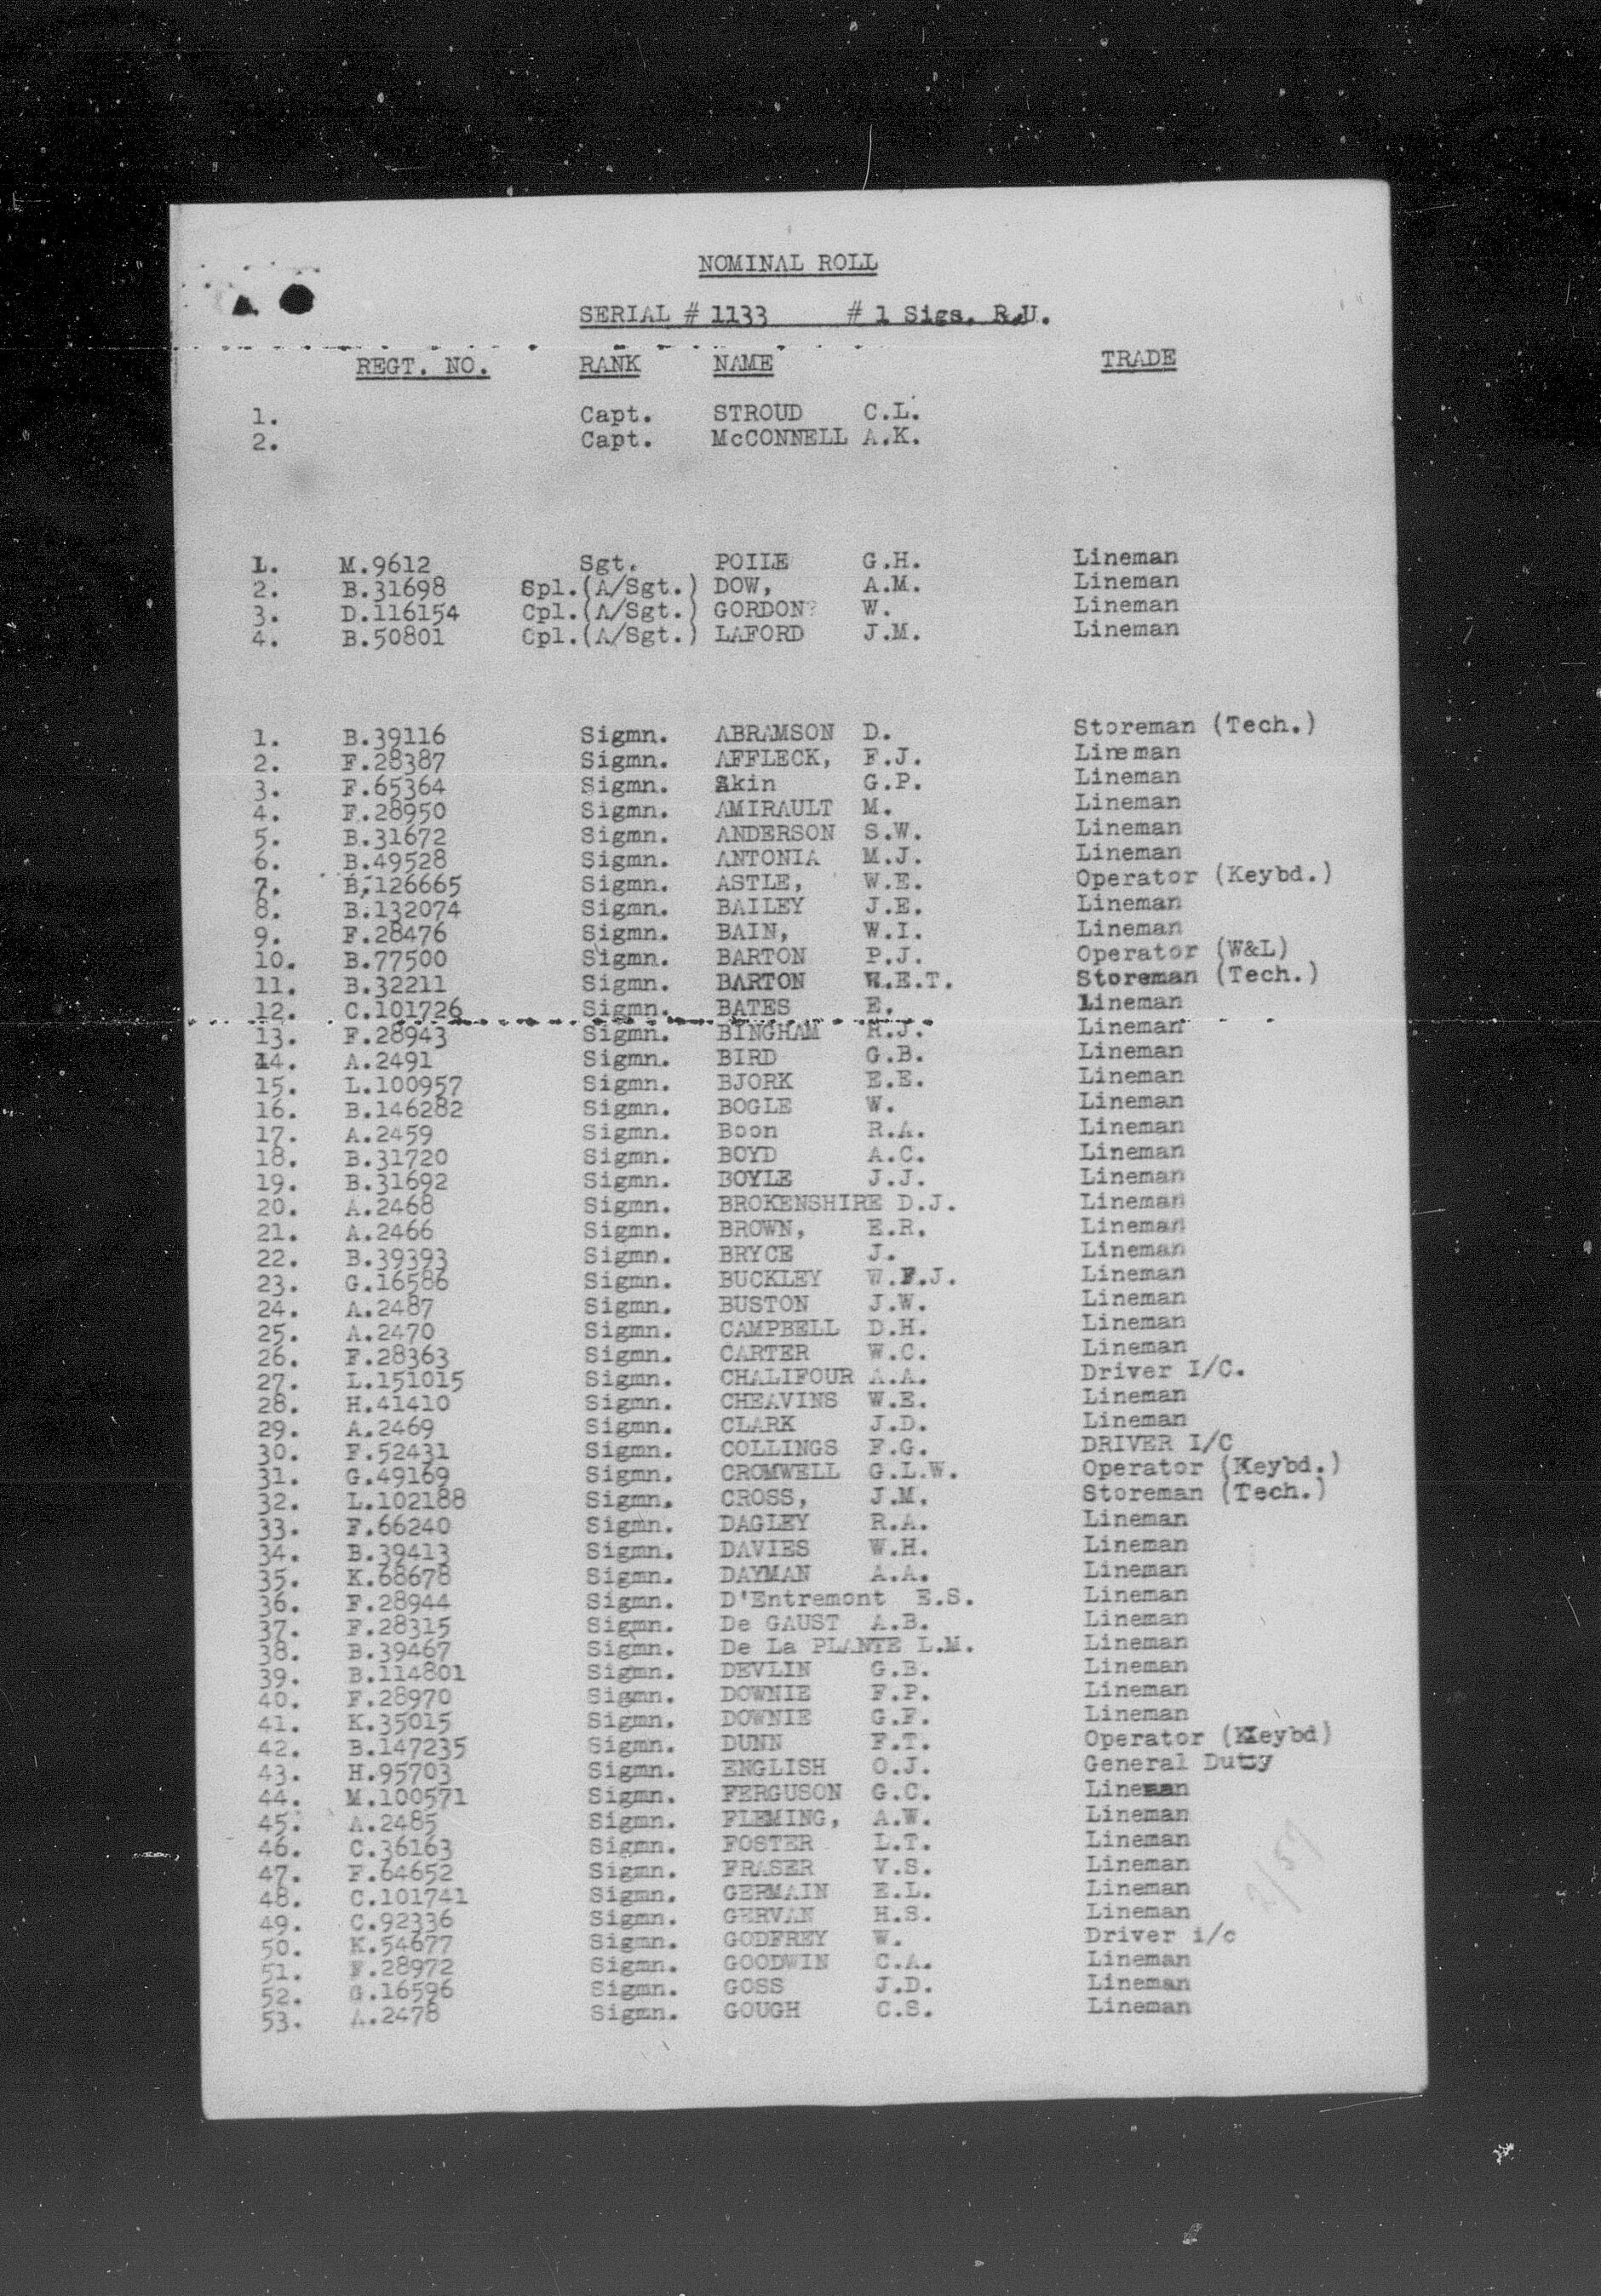 NOMINAL ROLL
SERIAL # 1133 # 1 Sigs. R.U.
REGT. NO. RANK NAME TRADE
1. Capt. STROUD C.L.
2. Capt. McCONNELL A.K.
1. M.9612 Sgt. POILE G.H. Lineman
2. B.31698 Spl.(A/Sgt.) DOW, A.M. Lineman
3. D.116154 Cpl.(A/Sgt.) GORDON? W. Lineman
4. B.50801 Cpl.(A/Sgt.) LAFORD J.M. Lineman
1. B.39116 Sigmn. ABRAMSON D. Storeman (Tech.)
2. F.28387 Sigmn. AFFLECK, F.J. Lineman
3. F.65364 Sigmn. Akin G.P. Lineman
4. F.28950 Sigmn. AMIRAULT M. Lineman
5. B.31672 Sigmn. ANDERSON S.W. Lineman
6. B.49528 Sigmn. ANTONIA M.J. Lineman
7. B.126665 Sigmn. ASTLE, W.E. Operator (Keybd.)
8. B.132074 Sigmn. BAILEY J.E. Lineman
9. F.28476 Sigmn. BAIN, W.I. Lineman
10. B.77500 Sigmn. BARTON P.J. Operator (W&L)
11. B.32211 Sigmn. BARTON W.E.T. Storeman (Tech.)
12. C.101726 Sigmn. BATES E. Lineman
13. F.28943 Sigmn. BINGHAM R.J. Lineman
14. A.2491 Sigmn. BIRD G.B. Lineman
15. L.100957 Sigmn. BJORK E.E. Lineman
16. B.146282 Sigmn. BOGLE W. Lineman
17. A.2459 Sigmn. Boon R.A. Lineman
18. B.31720 Sigmn. BOYD A.C. Lineman
19. B.31692 Sigmn. BOYLE J.J. Lineman
20. A.2468 Sigmn. BROKENSHIRE D.J. Lineman
21. A.2466 Sigmn. BROWN, E.R. Lineman
22. B.39393 Sigmn. BRYCE J. Lineman
23. G.16586 Sigmn. BUCKLEY W.F.J. Lineman
24. A.2487 Sigmn. BUSTON J.W. Lineman
25. A.2470 Sigmn. CAMPBELL D.H. Lineman
26. F.28363 Sigmn. CARTER W.C. Lineman
27. L.151015 Sigmn. CHALIFOUR A.A. Driver I/C.
28. H.41410 Sigmn. CHEAVINS W.E. Lineman
29. A.2469 Sigmn. CLARK J.D. Lineman
30. F.52431 Sigmn. COLLINGS F.G. DRIVER I/C
31. G.49169 Sigmn. CROMWELL G.L.W. Operator (Keybd.)
32. L.102188 Sigmn. CROSS, J.M. Storeman (Tech.)
33. F.66240 Sigmn. DAGLEY R.A. Lineman
34. B.39413 Sigmn. DAVIES W.H. Lineman
35. K.68678 Sigmn. DAYMAN A.A. Lineman
36. F.28944 Sigmn. D'Entremont E.S. Lineman
37. F.28315 Sigmn. De GAUST A.B. Lineman
38. B.39467 Sigmn. De La PLANTE L.M. Lineman
39. B.114801 Sigmn. DEVLIN G.B. Lineman
40. F.28970 Sigmn. DOWNIE F.P. Lineman
41. K.35015 Sigmn. DOWNIE G.F. Lineman
42. B.147235 Sigmn. DUNN F.T. Operator (Keybd)
43. H.95703 Sigmn. ENGLISH O.J. General Duty
44. M.100571 Sigmn. FERGUSON G.C. Lineman
45. A.2485 Sigmn. FLEMING, A.W. Lineman
46. C.36163 Sigmn. FOSTER L.T. Lineman
47. F.64652 Sigmn. FRASER V.S. Lineman
48. C.101741 Sigmn. GERMAIN E.L. Lineman
49. C.92336 Sigmn. GERVAN H.S. Lineman
50. K.54677 Sigmn. GODFREY W. Driver i/c
51. F.28972 Sigmn. GOODWIN C.A. Lineman
52. G.16596 Sigmn. GOSS J.D. Lineman
53. A.2478 Sigmn. GOUGH C.S. Lineman